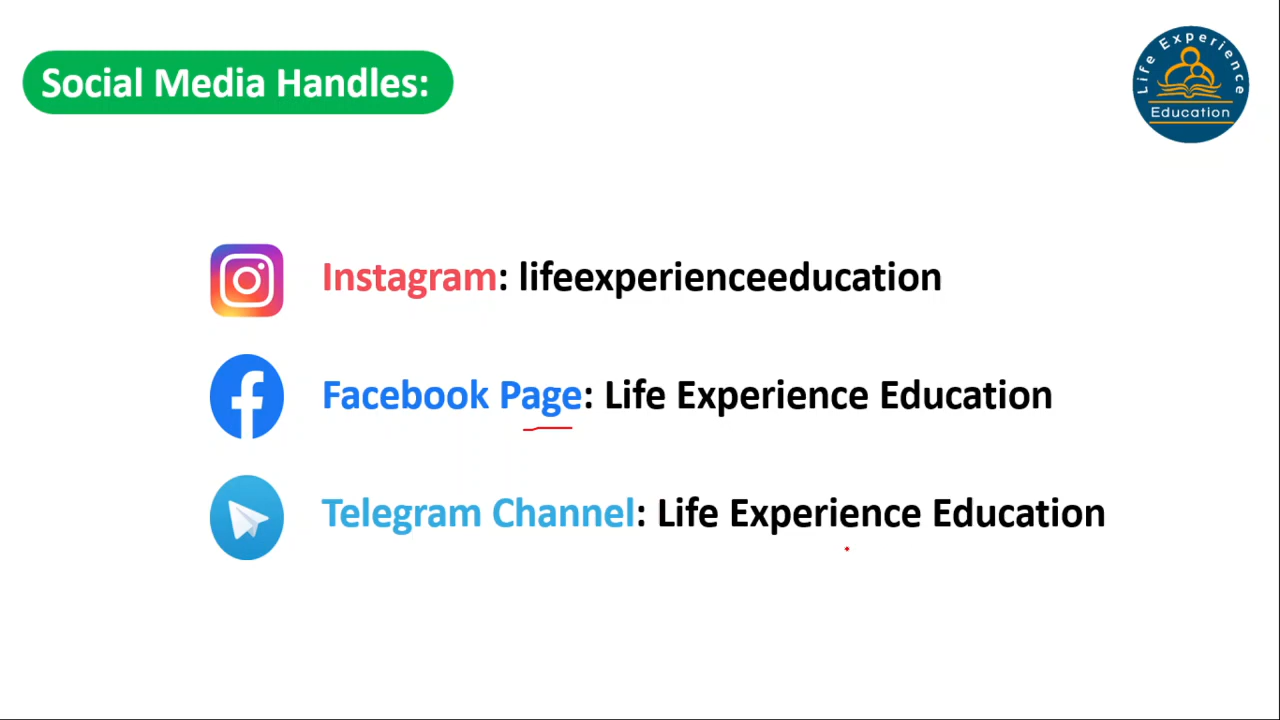 Social Media Handles:
Life Experience
Education
Instagram: lifeexperienceeducation
Facebook Page: Life Experience Education
Telegram Channel: Life Experience Education